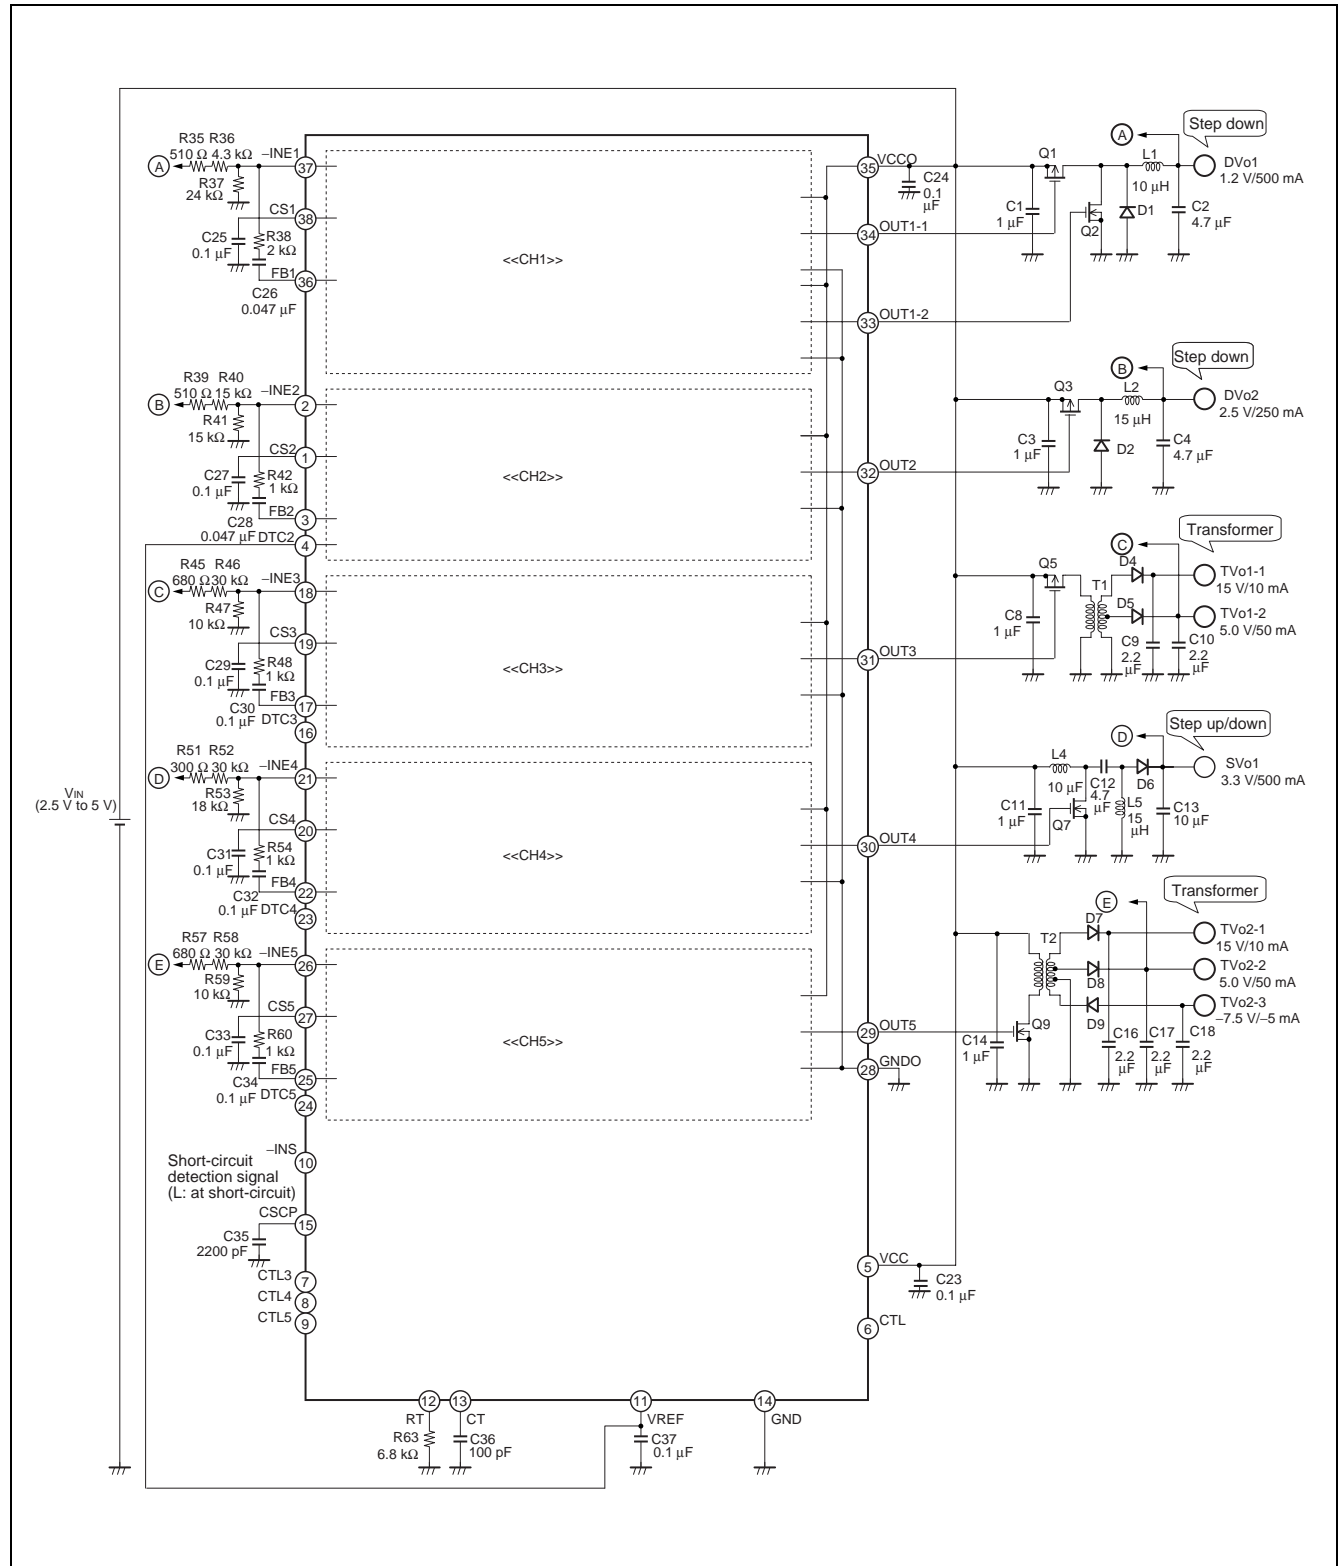 R35 R36
510 Ω 4.3 kΩ
–INE1
A
37
R37
24 kΩ
CS1
38
C25
0.1 µF
R38
2 kΩ
FB1
36
C26
0.047 µF
<<CH1>>
35
VCCO
C24
0.1
µF
34
OUT1-1
33
OUT1-2
Q1
C1
1 µF
Q2
D1
L1
10 µH
C2
4.7 µF
A
Step down
DVo1
1.2 V/500 mA
R39 R40
510 Ω 15 kΩ
–INE2
B
2
R41
15 kΩ
CS2
1
C27
0.1 µF
R42
1 kΩ
FB2
3
C28
0.047 µF
DTC2
4
<<CH2>>
32
OUT2
Q3
C3
1 µF
D2
L2
15 µH
C4
4.7 µF
B
Step down
DVo2
2.5 V/250 mA
R45 R46
680 Ω 30 kΩ
–INE3
C
18
R47
10 kΩ
CS3
19
C29
0.1 µF
R48
1 kΩ
FB3
17
C30
0.1 µF
DTC3
16
<<CH3>>
31
OUT3
Q5
C8
1 µF
T1
D4
D5
C9
2.2
µF
C10
2.2
µF
C
Transformer
TVo1-1
15 V/10 mA
TVo1-2
5.0 V/50 mA
R51 R52
300 Ω 30 kΩ
–INE4
D
21
R53
18 kΩ
CS4
20
C31
0.1 µF
R54
1 kΩ
FB4
22
C32
0.1 µF
DTC4
23
<<CH4>>
30
OUT4
L4
10 µF
C11
1 µF
Q7
C12
4.7
µF
L5
15
µH
D6
C13
10 µF
D
Step up/down
SVo1
3.3 V/500 mA
VIN
(2.5 V to 5 V)
R57 R58
680 Ω 30 kΩ
–INE5
E
26
R59
10 kΩ
CS5
27
C33
0.1 µF
R60
1 kΩ
FB5
25
C34
0.1 µF
DTC5
24
<<CH5>>
29
OUT5
28
GNDO
C14
1 µF
Q9
T2
D7
D8
D9
C16
2.2
µF
C17
2.2
µF
C18
2.2
µF
E
Transformer
TVo2-1
15 V/10 mA
TVo2-2
5.0 V/50 mA
TVo2-3
–7.5 V/–5 mA
–INS
10
Short-circuit
detection signal
(L: at short-circuit)
CSCP
15
C35
2200 pF
CTL3
7
CTL4
8
CTL5
9
5
VCC
C23
0.1 µF
6
CTL
12
RT
R63
6.8 kΩ
13
CT
C36
100 pF
11
VREF
C37
0.1 µF
14
GND